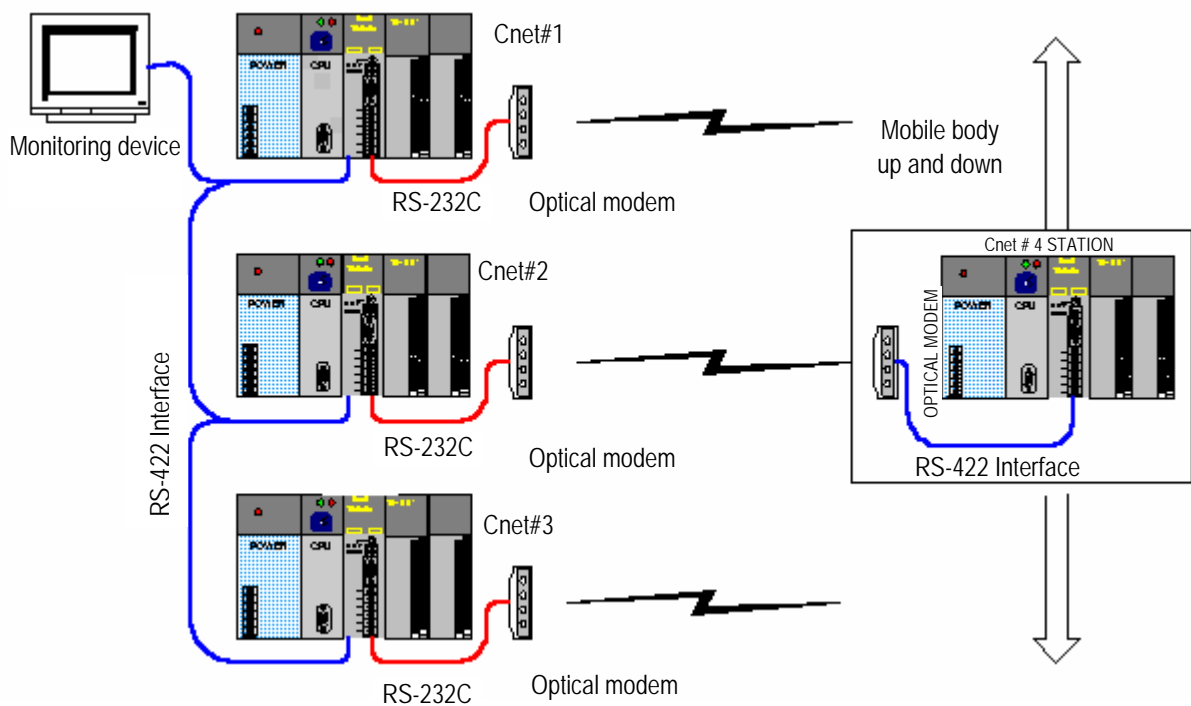 Cnet#1
POWER
CPU
Monitoring device
RS-232C
Optical modem
Mobile body
up and down
Cnet#2
POWER
CPU
RS-422 Interface
RS-232C
Optical modem
Cnet # 4 STATION
OPTICAL MODEM
POWER
CPU
RS-422 Interface
Cnet#3
POWER
CPU
RS-232C
Optical modem